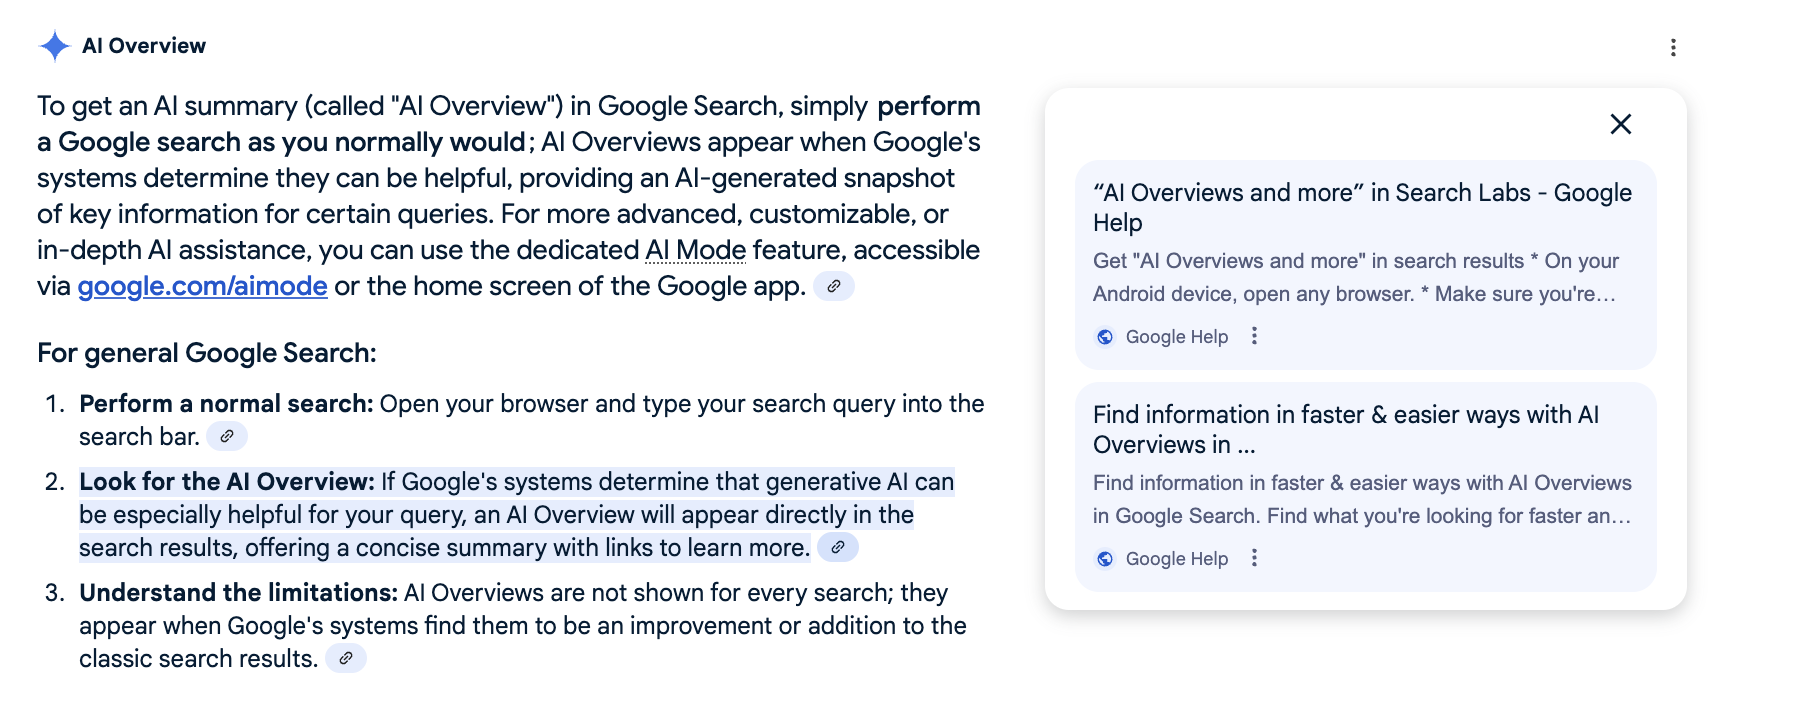 AI Overview
To get an AI summary (called "AI Overview") in Google Search, simply perform
a Google search as you normally would; AI Overviews appear when Google's
systems determine they can be helpful, providing an AI-generated snapshot
of key information for certain queries. For more advanced, customizable, or
in-depth AI assistance, you can use the dedicated AI Mode feature, accessible
via google.com/aimode or the home screen of the Google app.
For general Google Search:
1. Perform a normal search: Open your browser and type your search query into the
search bar.
2. Look for the AI Overview: If Google's systems determine that generative AI can
be especially helpful for your query, an AI Overview will appear directly in the
search results, offering a concise summary with links to learn more.
3. Understand the limitations: AI Overviews are not shown for every search; they
appear when Google's systems find them to be an improvement or addition to the
classic search results.
“AI Overviews and more” in Search Labs - Google
Help
Get "AI Overviews and more" in search results * On your
Android device, open any browser. * Make sure you're…
Google Help
Find information in faster & easier ways with AI
Overviews in ...
Find information in faster & easier ways with AI Overviews
in Google Search. Find what you're looking for faster an…
Google Help